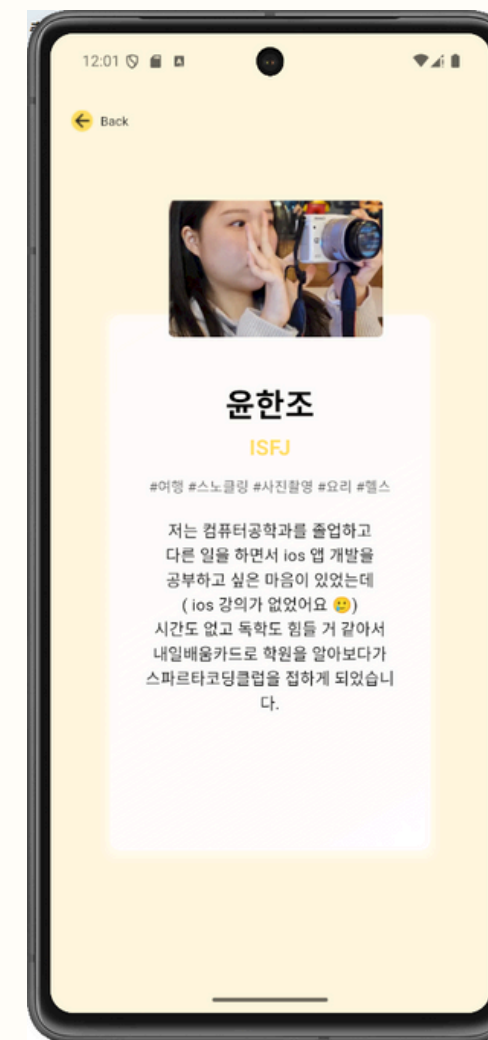 12:01
Back
윤한조
ISFJ
#여행 #스노클링 #사진촬영 #요리 #헬스
저는 컴퓨터공학과를 졸업하고
다른 일을 하면서 ios 앱 개발을
공부하고 싶은 마음이 있었는데
( ios 강의가 없었어요 🥲)
시간도 없고 독학도 힘들 거 같아서
내일배움카드로 학원을 알아보다가
스파르타코딩클럽을 접하게 되었습니
다.